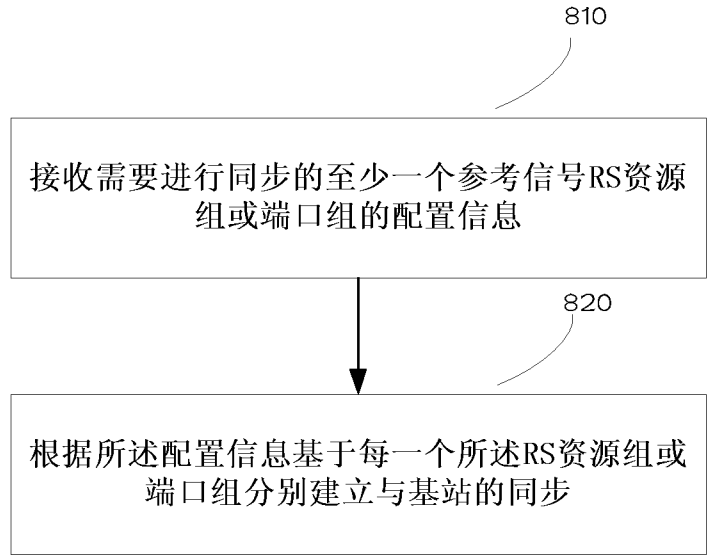 810
接收需要进行同步的至少一个参考信号RS资源
组或端口组的配置信息
820
根据所述配置信息基于每一个所述RS资源组或
端口组分别建立与基站的同步